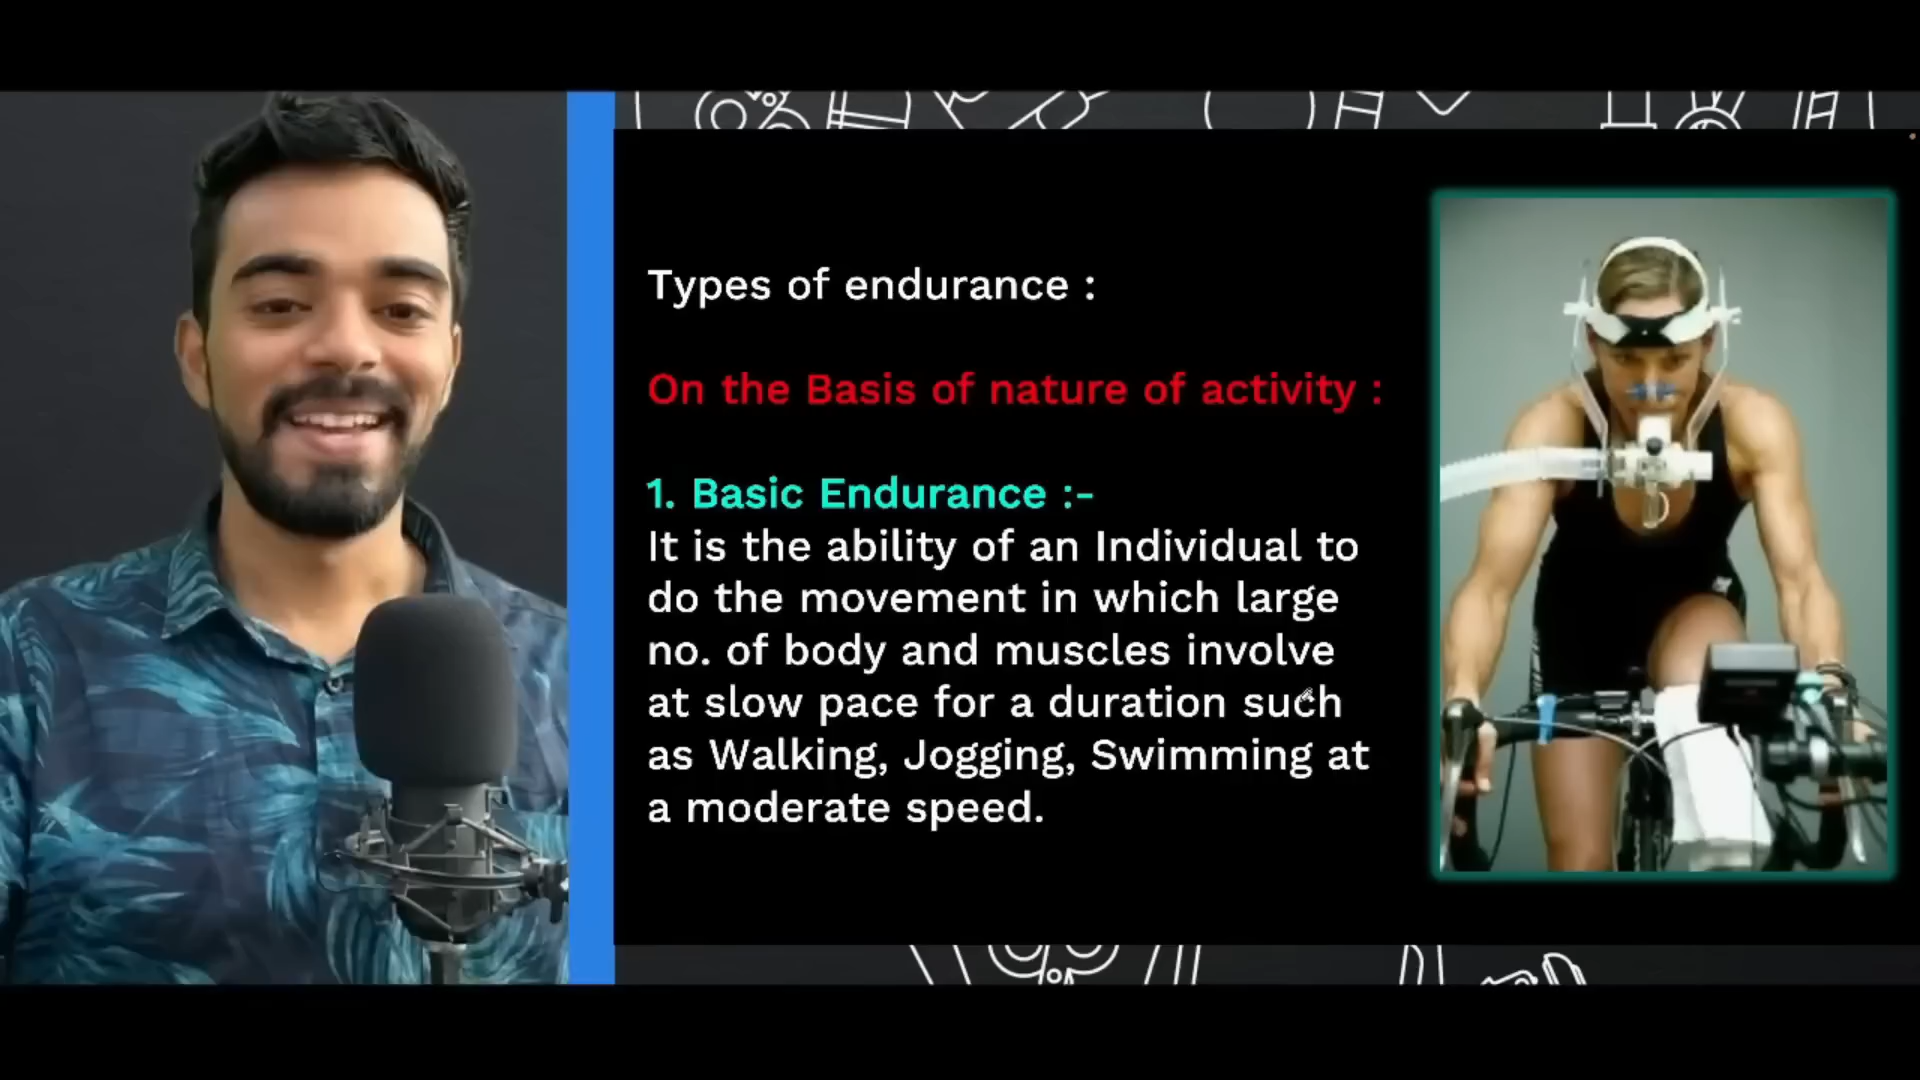 Types of endurance :
On the Basis of nature of activity :
1. Basic Endurance :-
It is the ability of an Individual to
do the movement in which large
no. of body and muscles involve
at slow pace for a duration such
as Walking, Jogging, Swimming at
a moderate speed.